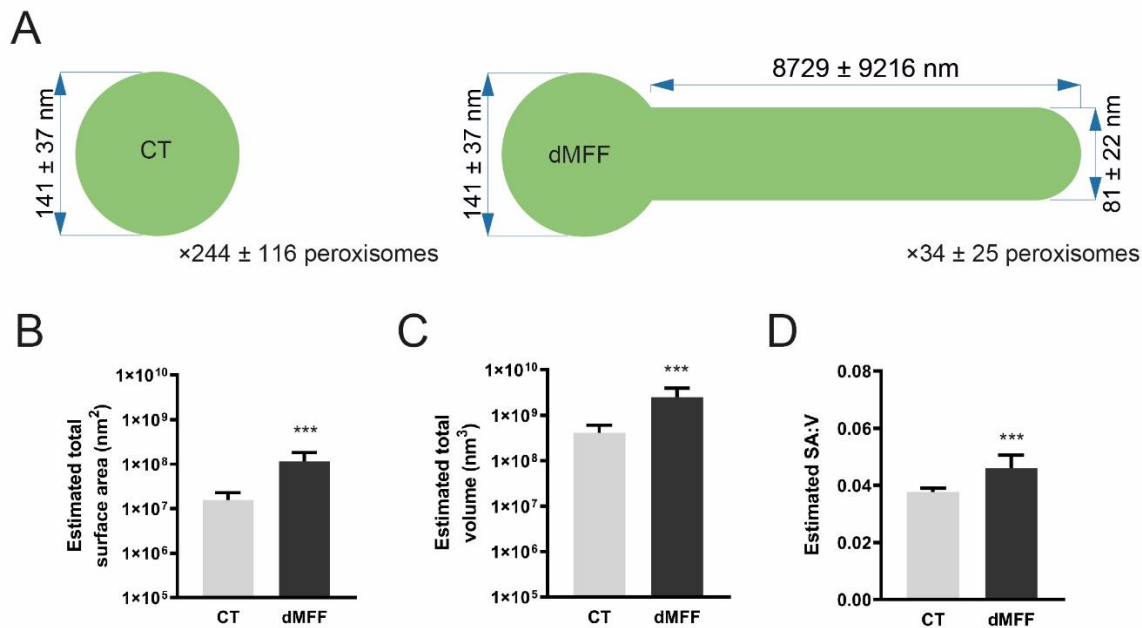 A
141 ± 37 nm
CT
×244 ± 116 peroxisomes
141 ± 37 nm
dMFF
8729 ± 9216 nm
81 ± 22 nm
×34 ± 25 peroxisomes
B
Estimated total
surface area (nm²)
1×10¹⁰
1×10⁹
1×10⁸
1×10⁷
1×10⁶
1×10⁵
***
CT dMFF
C
Estimated total
volume (nm³)
1×10¹⁰
1×10⁹
1×10⁸
1×10⁷
1×10⁶
1×10⁵
***
CT dMFF
D
Estimated SA:V
0.08
0.06
0.04
0.02
0.00
***
CT dMFF